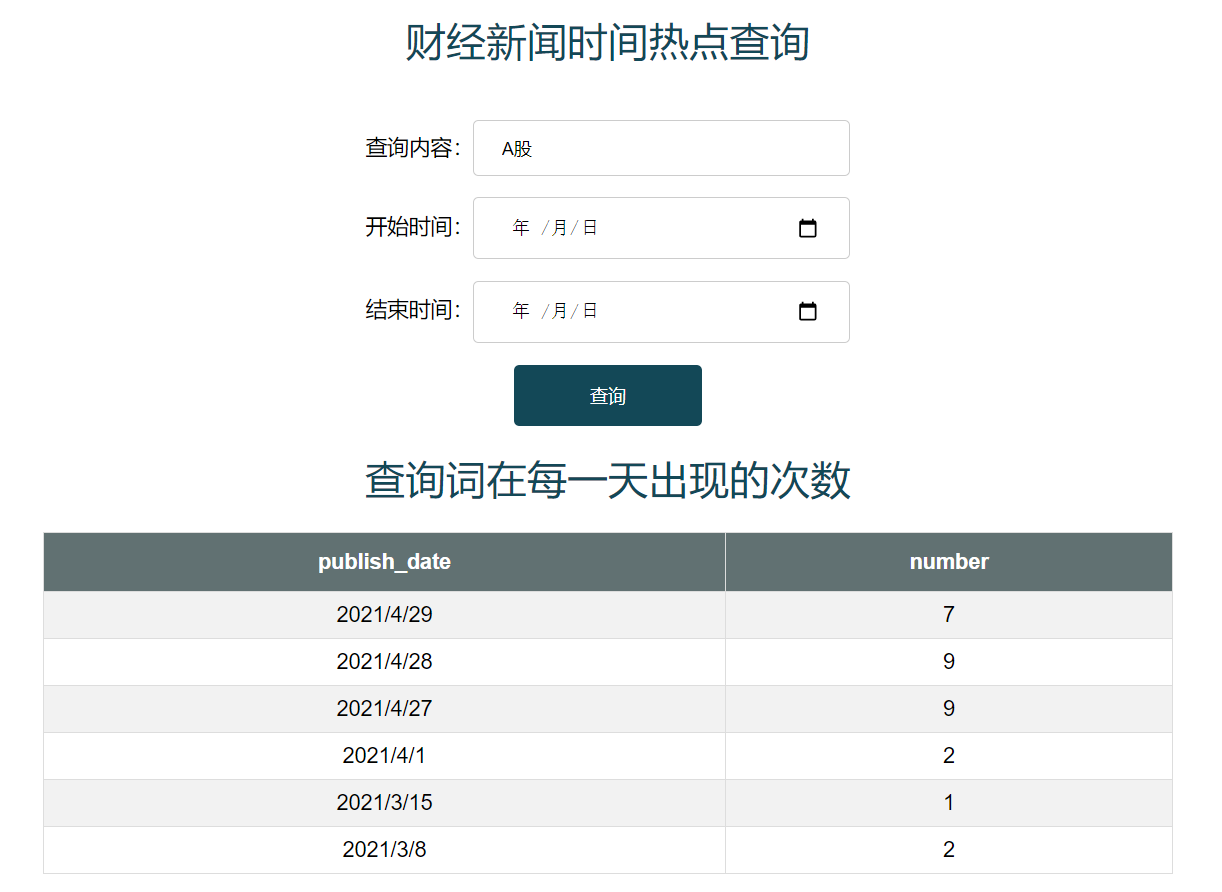 财经新闻时间热点查询
查询内容： A股
开始时间： 年 /月/日
结束时间： 年 /月/日
查询
查询词在每一天出现的次数
publish_date number
2021/4/29 7
2021/4/28 9
2021/4/27 9
2021/4/1 2
2021/3/15 1
2021/3/8 2